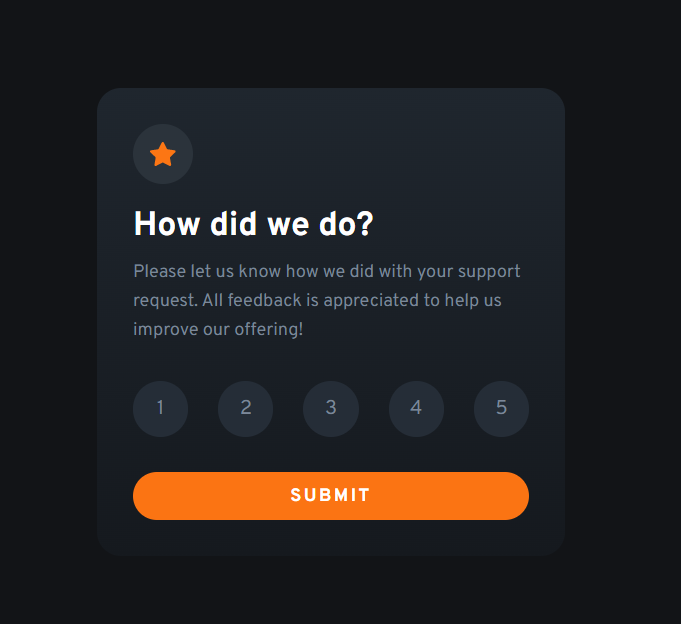 How did we do?
Please let us know how we did with your support
request. All feedback is appreciated to help us
improve our offering!
1 2 3 4 5
SUBMIT